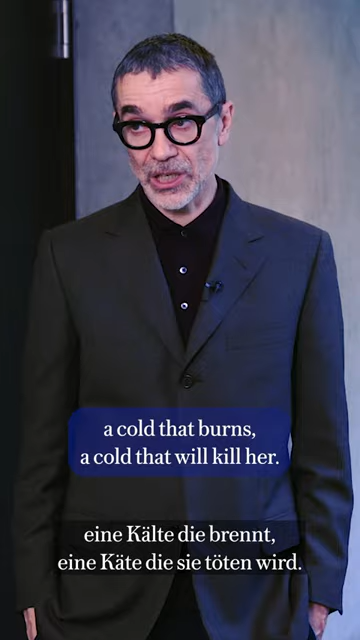 a cold that burns,
a cold that will kill her.
eine Kälte die brennt,
eine Käte die sie töten wird.